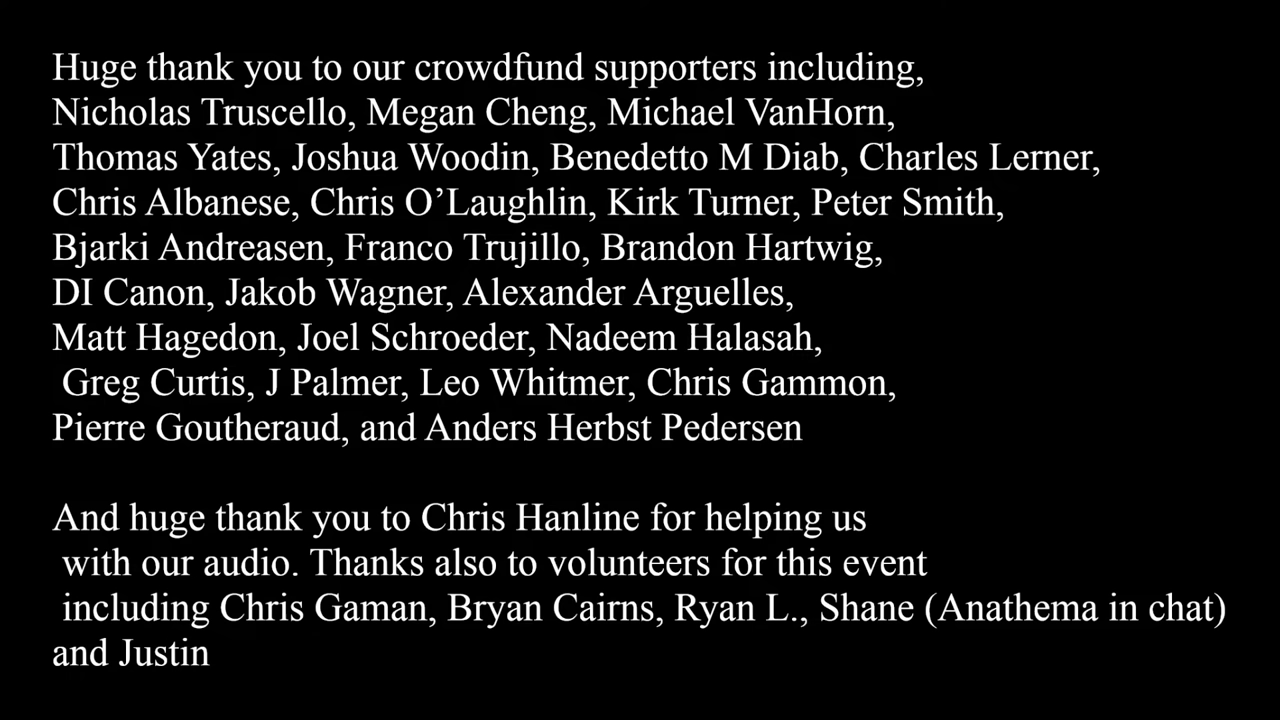 Huge thank you to our crowdfund supporters including,
Nicholas Truscello, Megan Cheng, Michael VanHorn,
Thomas Yates, Joshua Woodin, Benedetto M Diab, Charles Lerner,
Chris Albanese, Chris O’Laughlin, Kirk Turner, Peter Smith,
Bjarki Andreasen, Franco Trujillo, Brandon Hartwig,
DI Canon, Jakob Wagner, Alexander Arguelles,
Matt Hagedon, Joel Schroeder, Nadeem Halasah,
Greg Curtis, J Palmer, Leo Whitmer, Chris Gammon,
Pierre Goutheraud, and Anders Herbst Pedersen
And huge thank you to Chris Hanline for helping us
with our audio. Thanks also to volunteers for this event
including Chris Gaman, Bryan Cairns, Ryan L., Shane (Anathema in chat)
and Justin